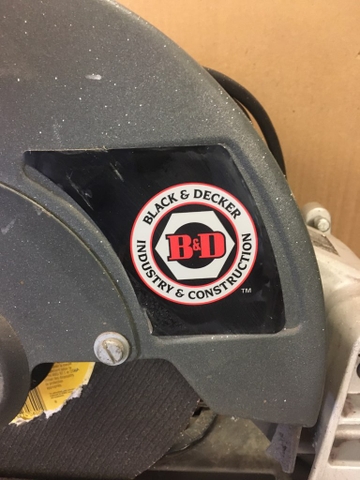 BLACK & DECKER
B&D
INDUSTRY & CONSTRUCTION
TM